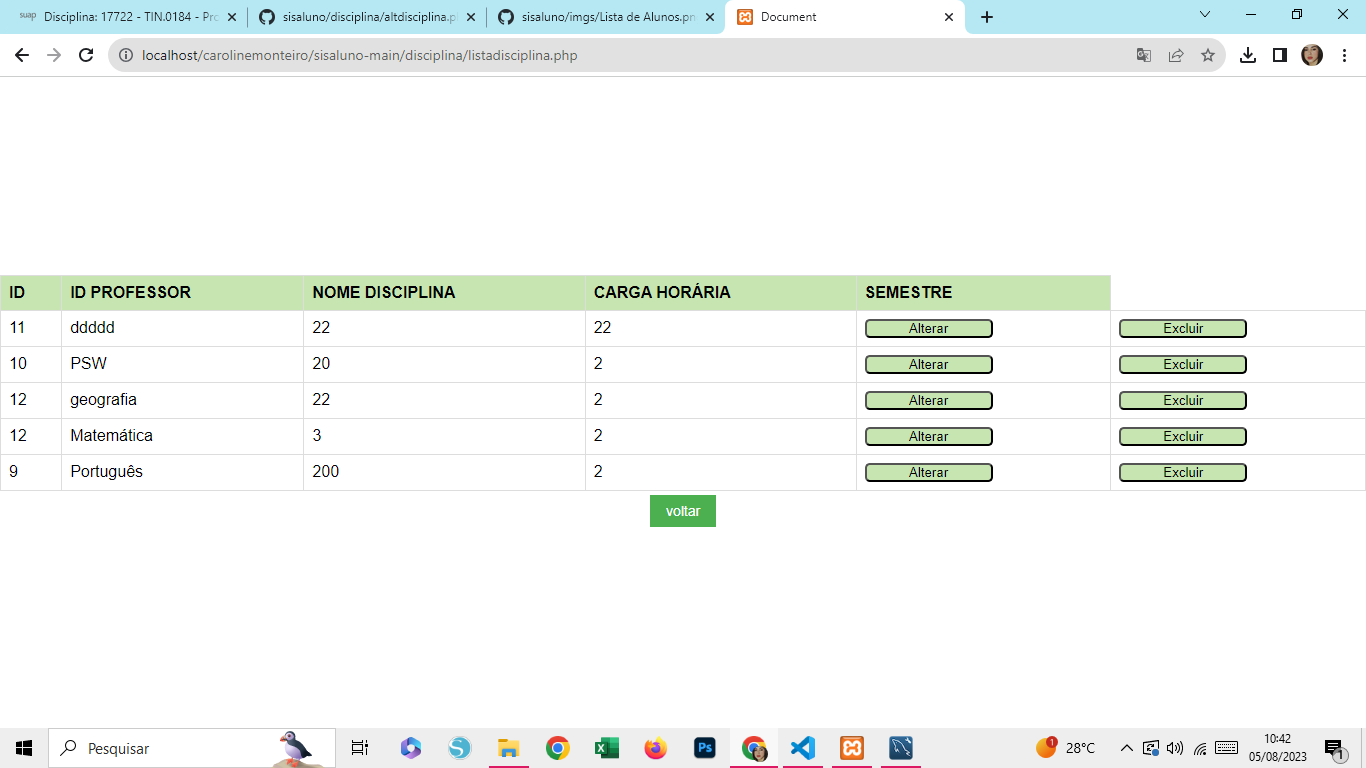 suap Disciplina: 17722 - TIN.0184 - Pro sisaluno/disciplina/altdisciplina.p sisaluno/imgs/Lista de Alunos.pn Document
localhost/carolinemonteiro/sisaluno-main/disciplina/listadisciplina.php
ID ID PROFESSOR NOME DISCIPLINA CARGA HORÁRIA SEMESTRE
11 ddddd 22 22 Alterar Excluir
10 PSW 20 2 Alterar Excluir
12 geografia 22 2 Alterar Excluir
12 Matemática 3 2 Alterar Excluir
9 Português 200 2 Alterar Excluir
voltar
Pesquisar Ps 1 28°C 10:42
05/08/2023 1